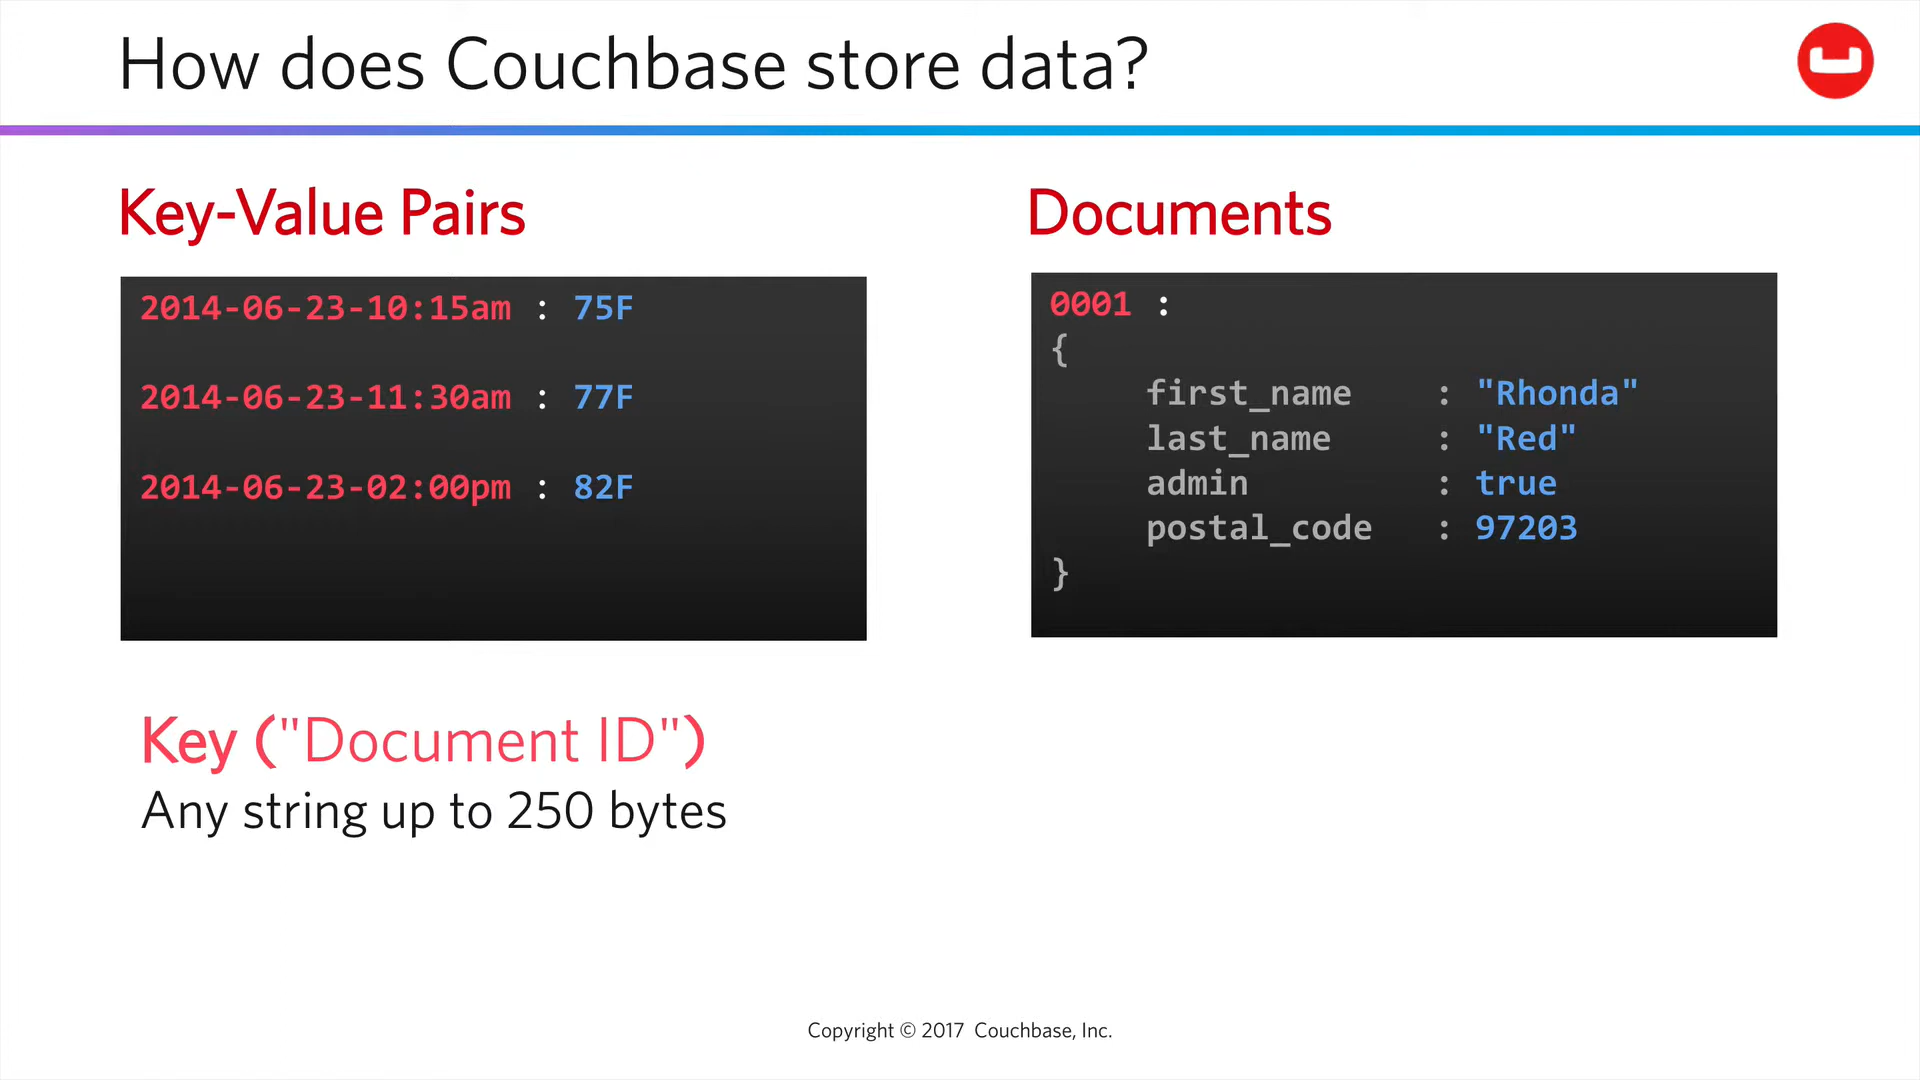 How does Couchbase store data?
Key-Value Pairs
2014-06-23-10:15am : 75F
2014-06-23-11:30am : 77F
2014-06-23-02:00pm : 82F
Key ("Document ID")
Any string up to 250 bytes
Documents
0001 :
{
first_name : "Rhonda"
last_name : "Red"
admin : true
postal_code : 97203
}
Copyright © 2017 Couchbase, Inc.